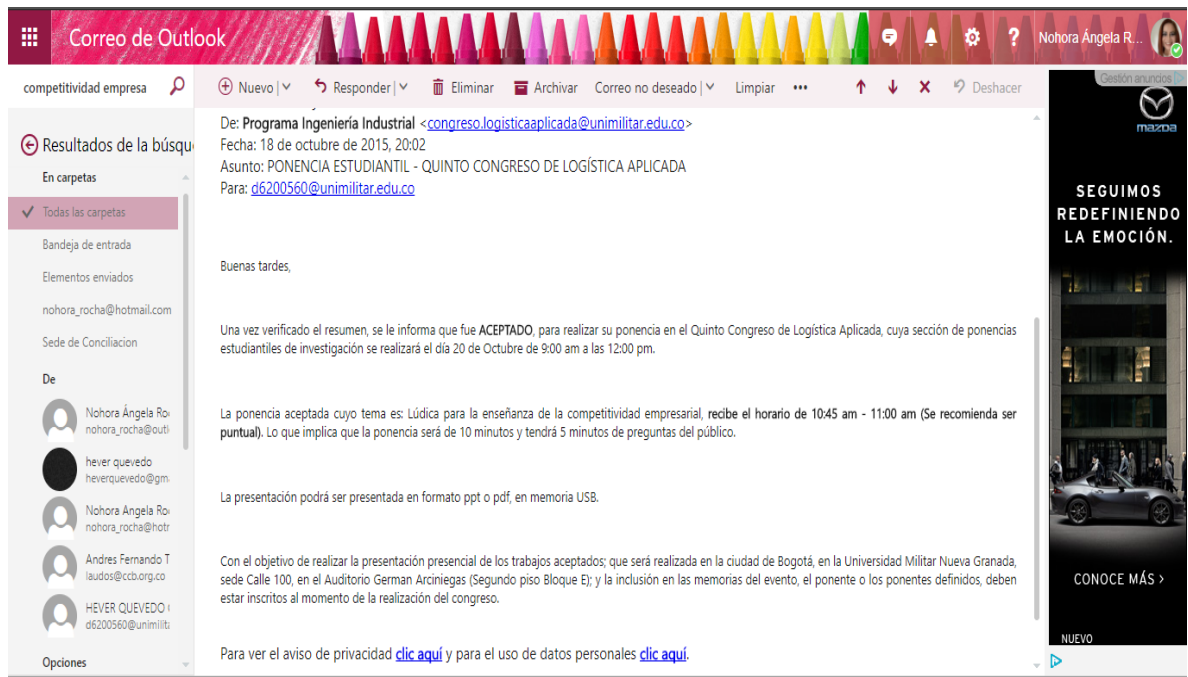 Correo de Outlook
Nohora Ángela R...
competitividad empresa
Nuevo
Responder
Eliminar
Archivar
Correo no deseado
Limpiar
Deshacer
Gestión anuncios
mazda
De: Programa Ingeniería Industrial <congreso.logisticaaplicada@unimilitar.edu.co>
Fecha: 18 de octubre de 2015, 20:02
Asunto: PONENCIA ESTUDIANTIL - QUINTO CONGRESO DE LOGÍSTICA APLICADA
Para: d6200560@unimilitar.edu.co
Resultados de la búsqu
En carpetas
Todas las carpetas
Bandeja de entrada
Elementos enviados
nohora_rocha@hotmail.com
Sede de Conciliacion
De
Nohora Ángela Ro
nohora_rocha@outl
hever quevedo
heverquevedo@gm
Nohora Angela Ro
nohora_rocha@hotr
Andres Fernando T
laudos@ccb.org.co
HEVER QUEVEDO
d6200560@unimilit
Opciones
Buenas tardes,
Una vez verificado el resumen, se le informa que fue ACEPTADO, para realizar su ponencia en el Quinto Congreso de Logística Aplicada, cuya sección de ponencias
estudiantiles de investigación se realizará el día 20 de Octubre de 9:00 am a las 12:00 pm.
La ponencia aceptada cuyo tema es: Lúdica para la enseñanza de la competitividad empresarial, recibe el horario de 10:45 am - 11:00 am (Se recomienda ser
puntual). Lo que implica que la ponencia será de 10 minutos y tendrá 5 minutos de preguntas del público.
La presentación podrá ser presentada en formato ppt o pdf, en memoria USB.
Con el objetivo de realizar la presentación presencial de los trabajos aceptados; que será realizada en la ciudad de Bogotá, en la Universidad Militar Nueva Granada,
sede Calle 100, en el Auditorio German Arciniegas (Segundo piso Bloque E); y la inclusión en las memorias del evento, el ponente o los ponentes definidos, deben
estar inscritos al momento de la realización del congreso.
Para ver el aviso de privacidad clic aquí y para el uso de datos personales clic aquí.
SEGUIMOS
REDEFINIENDO
LA EMOCIÓN.
CONOCE MÁS >
NUEVO